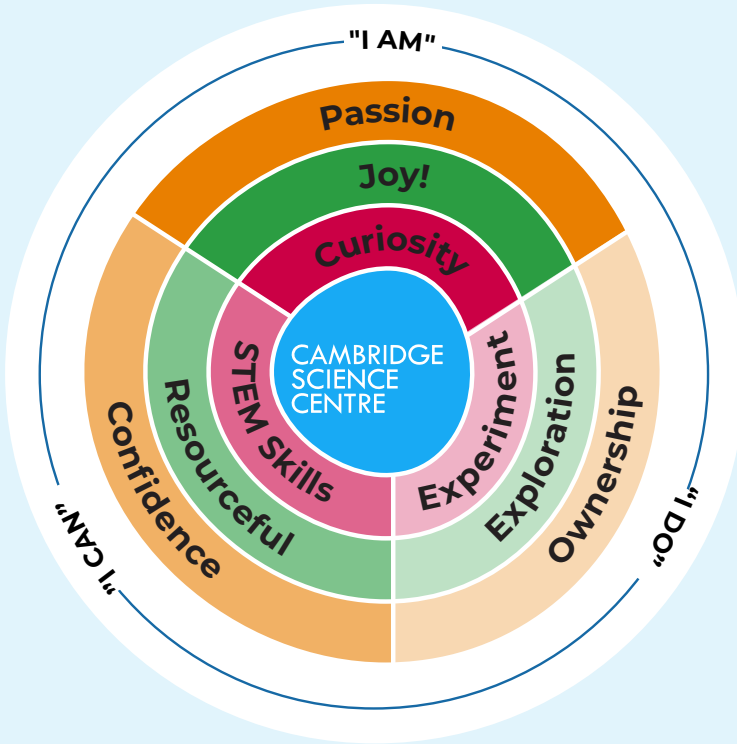 "I AM"
Passion
Joy!
Curiosity
CAMBRIDGE
SCIENCE
CENTRE
STEM Skills
Resourceful
Confidence
"I CAN"
Experiment
Exploration
Ownership
"I DO"